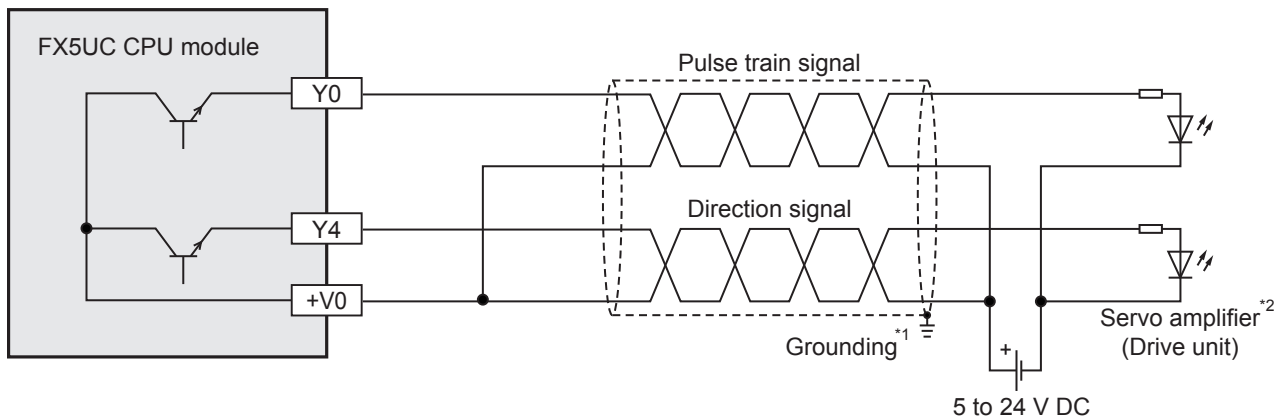 FX5UC CPU module
Pulse train signal
Y0
Direction signal
Y4
+V0
Grounding*1
Servo amplifier*2
(Drive unit)
+
5 to 24 V DC